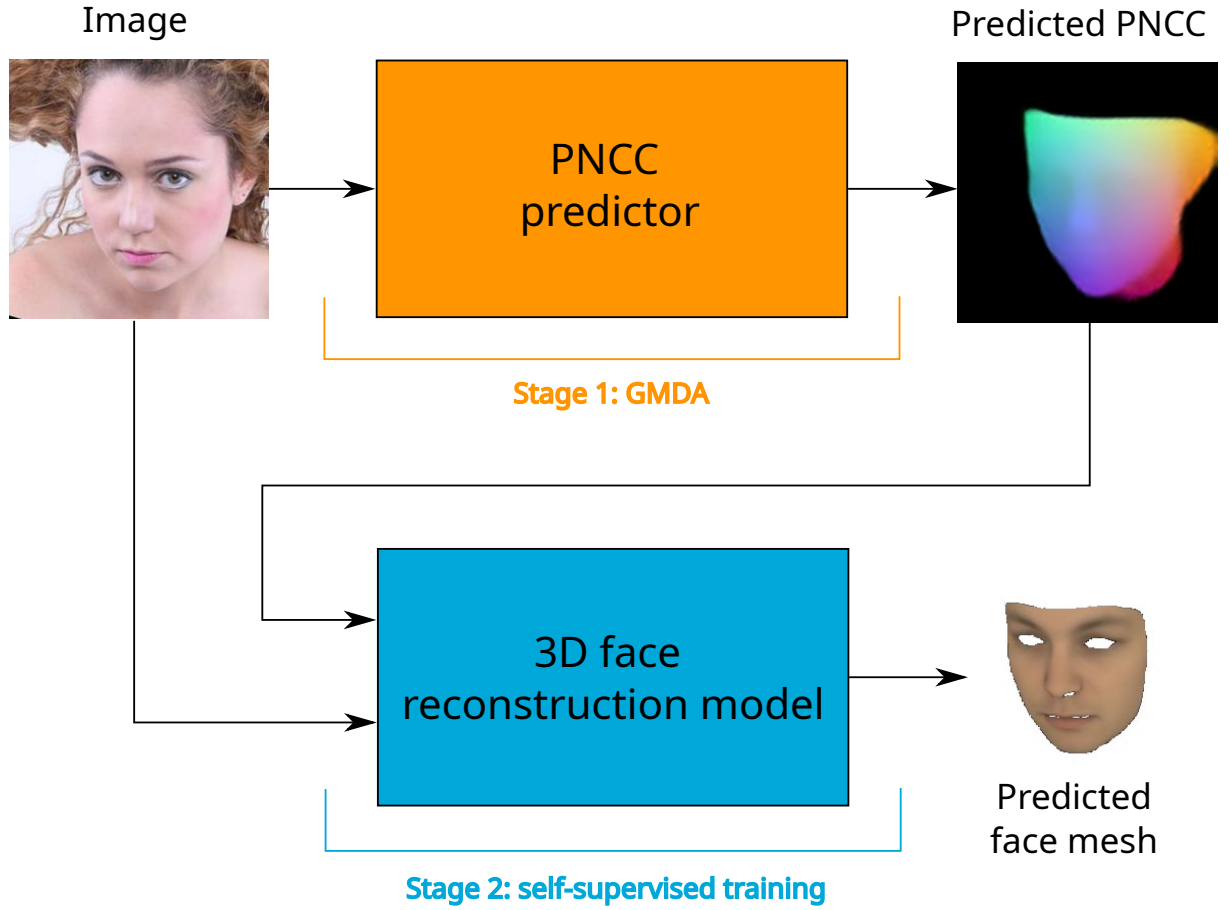 Image
Predicted PNCC
PNCC
predictor
Stage 1: GMDA
3D face
reconstruction model
Predicted
face mesh
Stage 2: self-supervised training